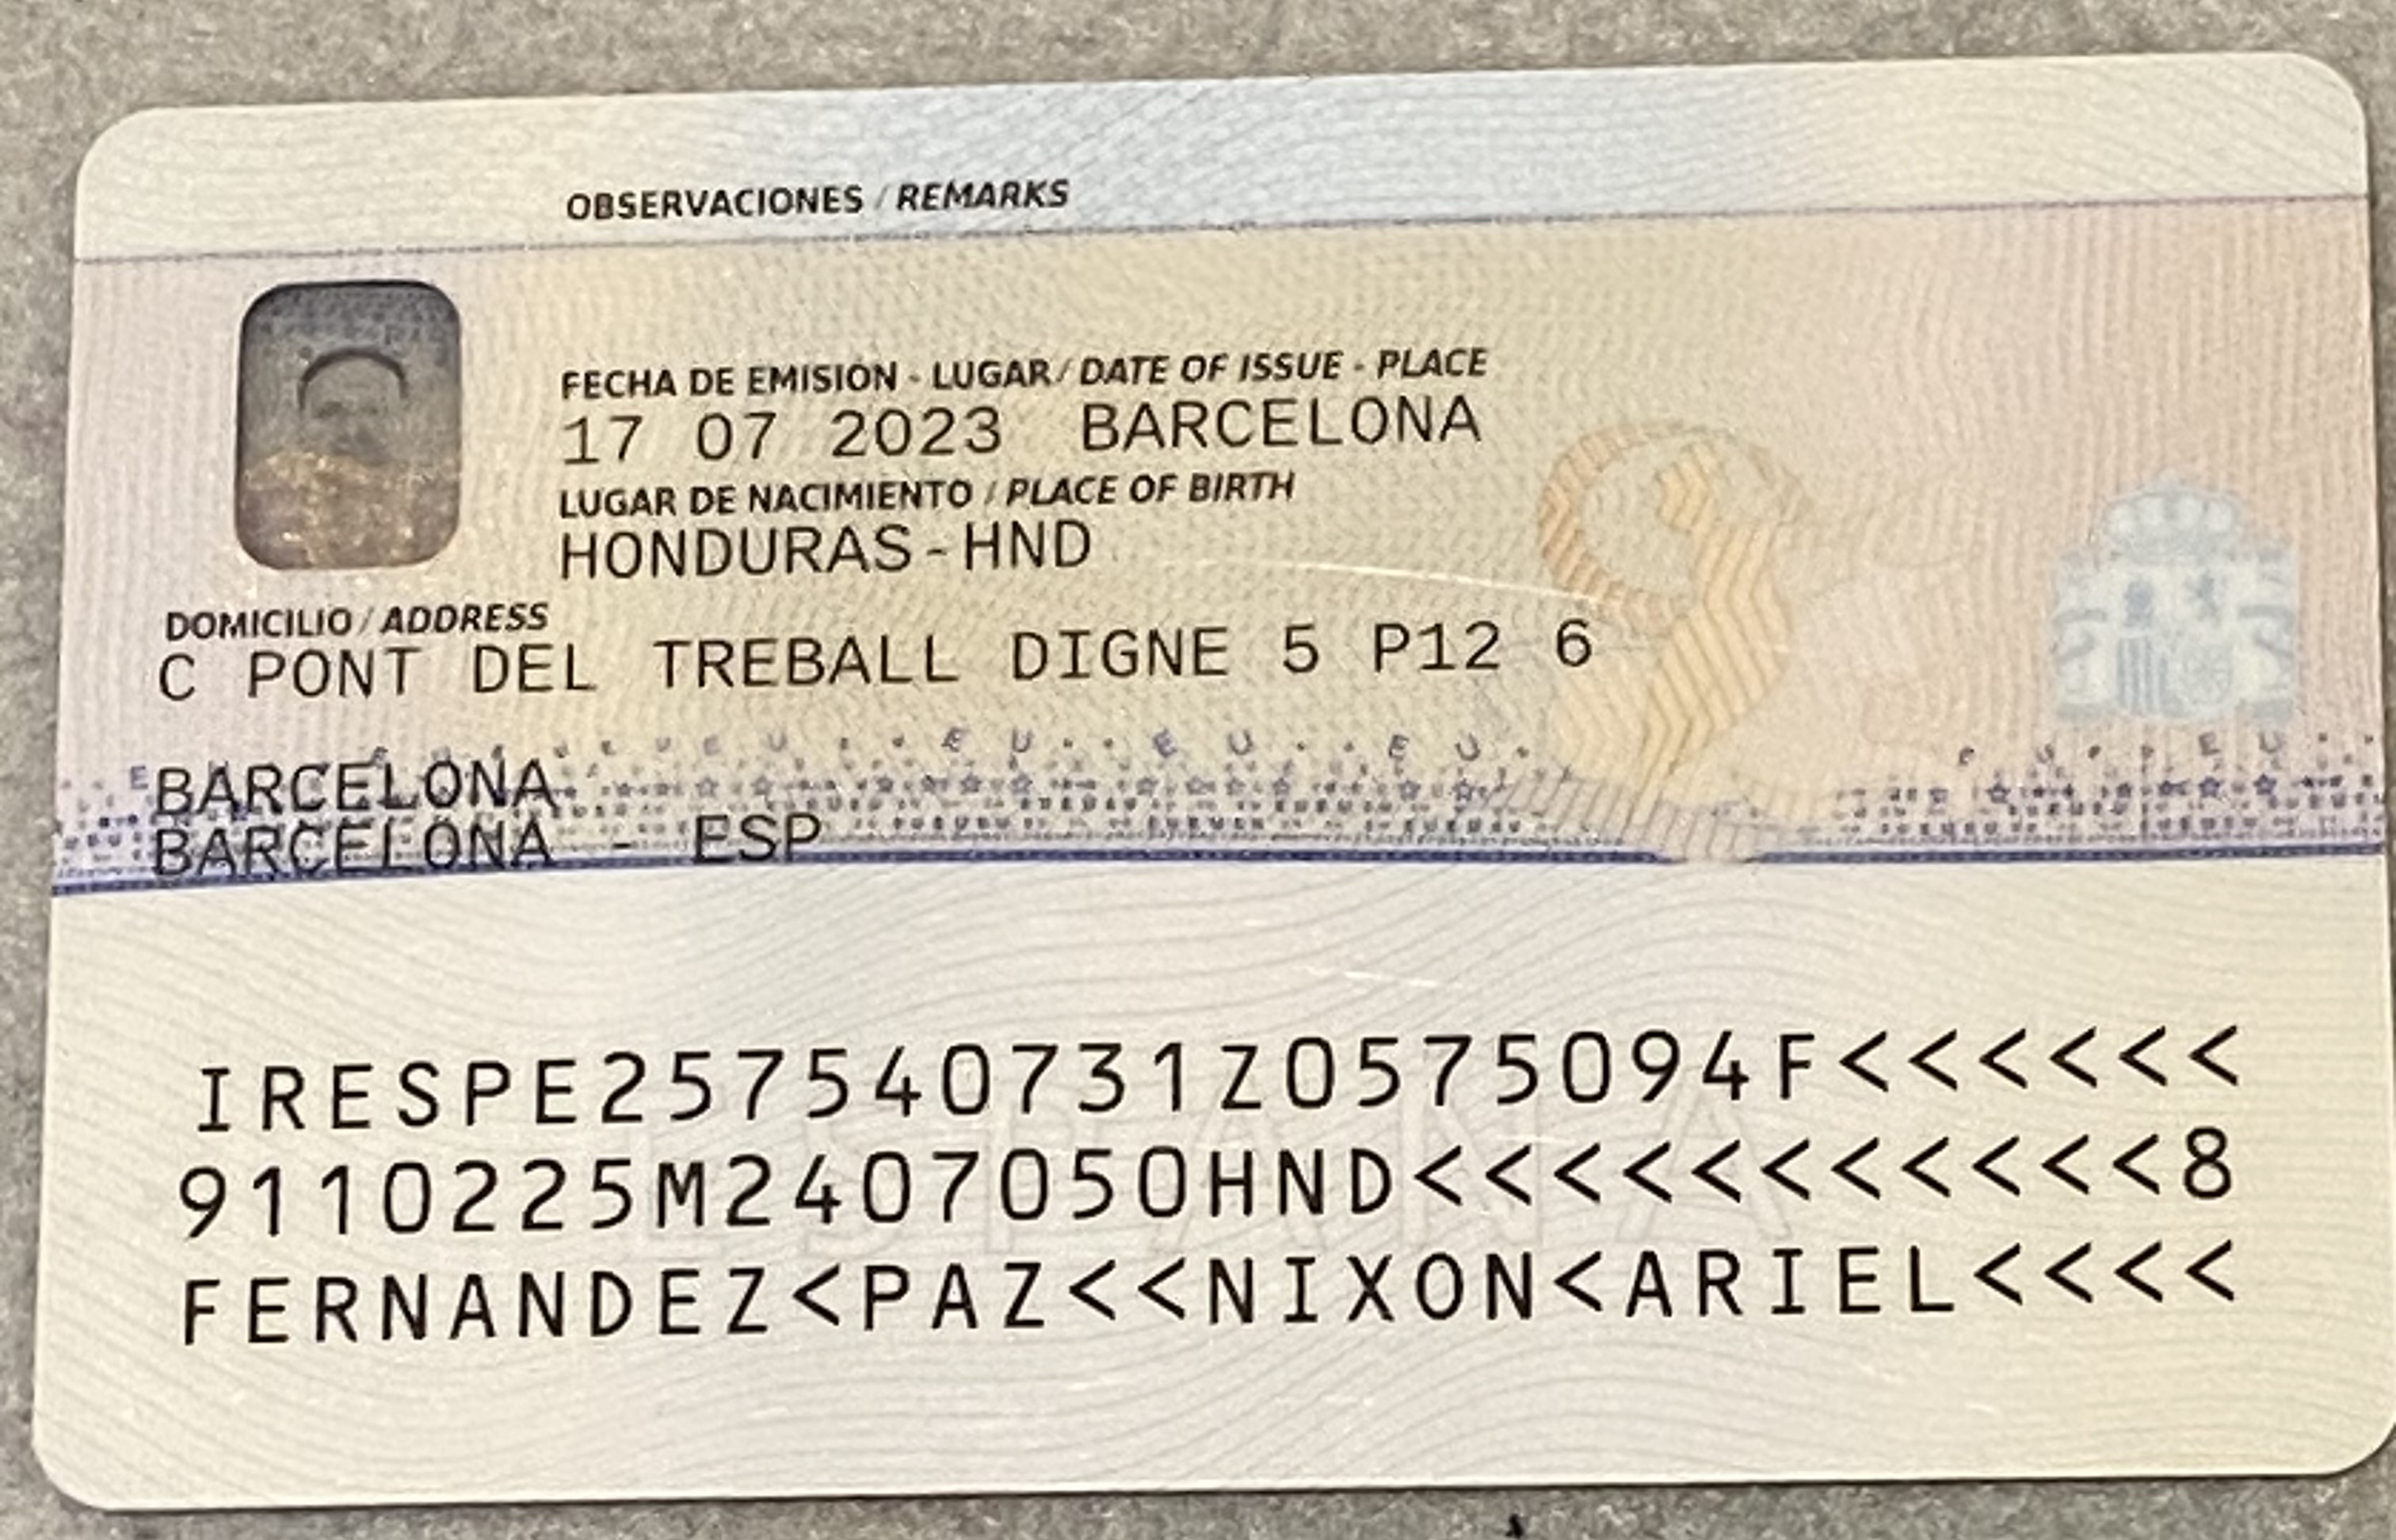 OBSERVACIONES / REMARKS
FECHA DE EMISION - LUGAR / DATE OF ISSUE - PLACE
17 07 2023 BARCELONA
LUGAR DE NACIMIENTO / PLACE OF BIRTH
HONDURAS-HND
DOMICILIO / ADDRESS
C PONT DEL TREBALL DIGNE 5 P12 6
BARCELONA
BARCELONA - ESP
IRESPE257540731Z0575094F<<<<<<
9110225M2407050HND<<<<<<<<<<<8
FERNANDEZ<PAZ<<NIXON<ARIEL<<<<